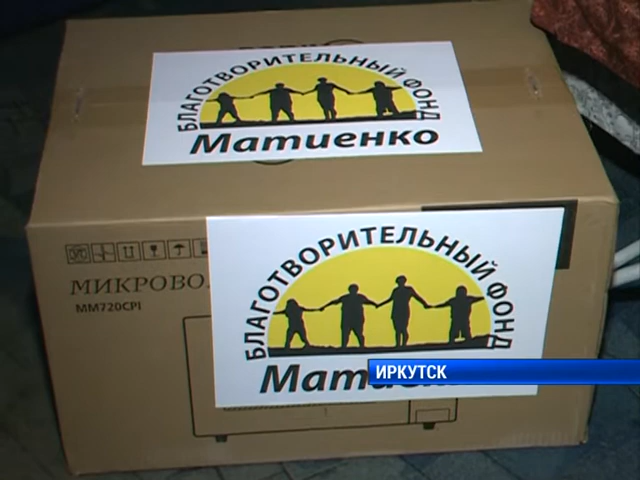 БЛАГОТВОРИТЕЛЬНЫЙ ФОНД
Матиенко
БЛАГОТВОРИТЕЛЬНЫЙ ФОНД
МИКРОВО
MM720CPI
ИРКУТСК